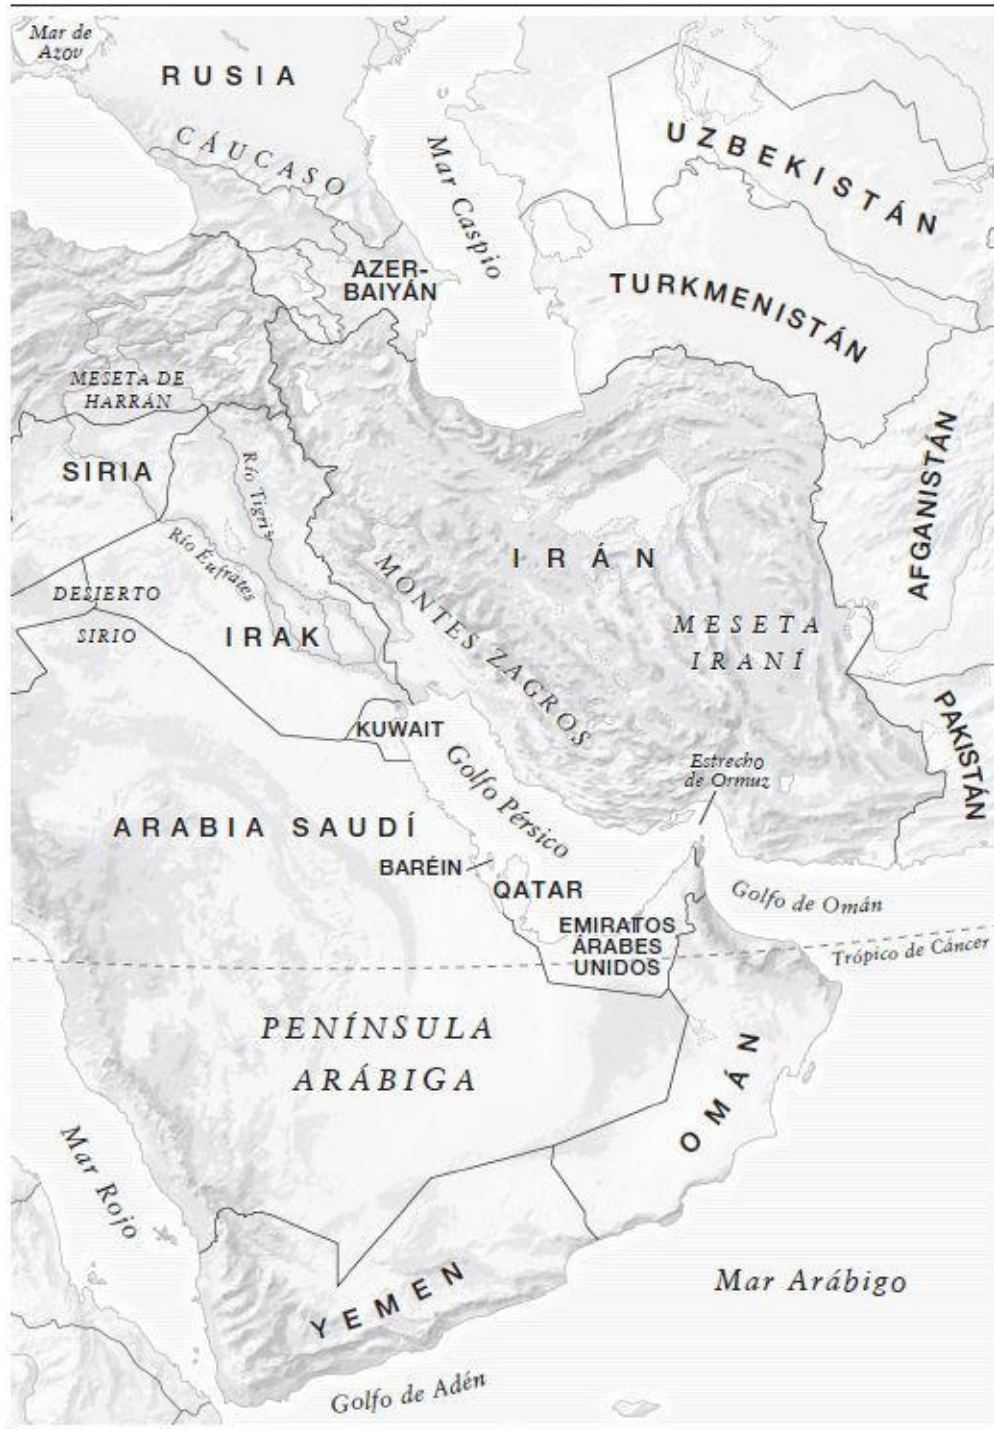 Mar de
Azov
RUSIA
CÁUCASO
Mar Caspio
UZBEKISTÁN
AZER-
BAIYÁN
TURKMENISTÁN
MESETA DE
HARRÁN
SIRIA
Río Tigris
AFGANISTÁN
Río Éufrates
IRÁN
MONTES ZAGROS
DESIERTO
SIRIO
IRAK
MESETA
IRANÍ
KUWAIT
PAKISTÁN
Golfo Pérsico
Estrecho
de Ormuz
ARABIA SAUDÍ
BARÉIN
QATAR
Golfo de Omán
EMIRATOS
ÁRABES
UNIDOS
Trópico de Cáncer
PENÍNSULA
ARÁBIGA
OMÁN
Mar Rojo
YEMEN
Mar Arábigo
Golfo de Adén